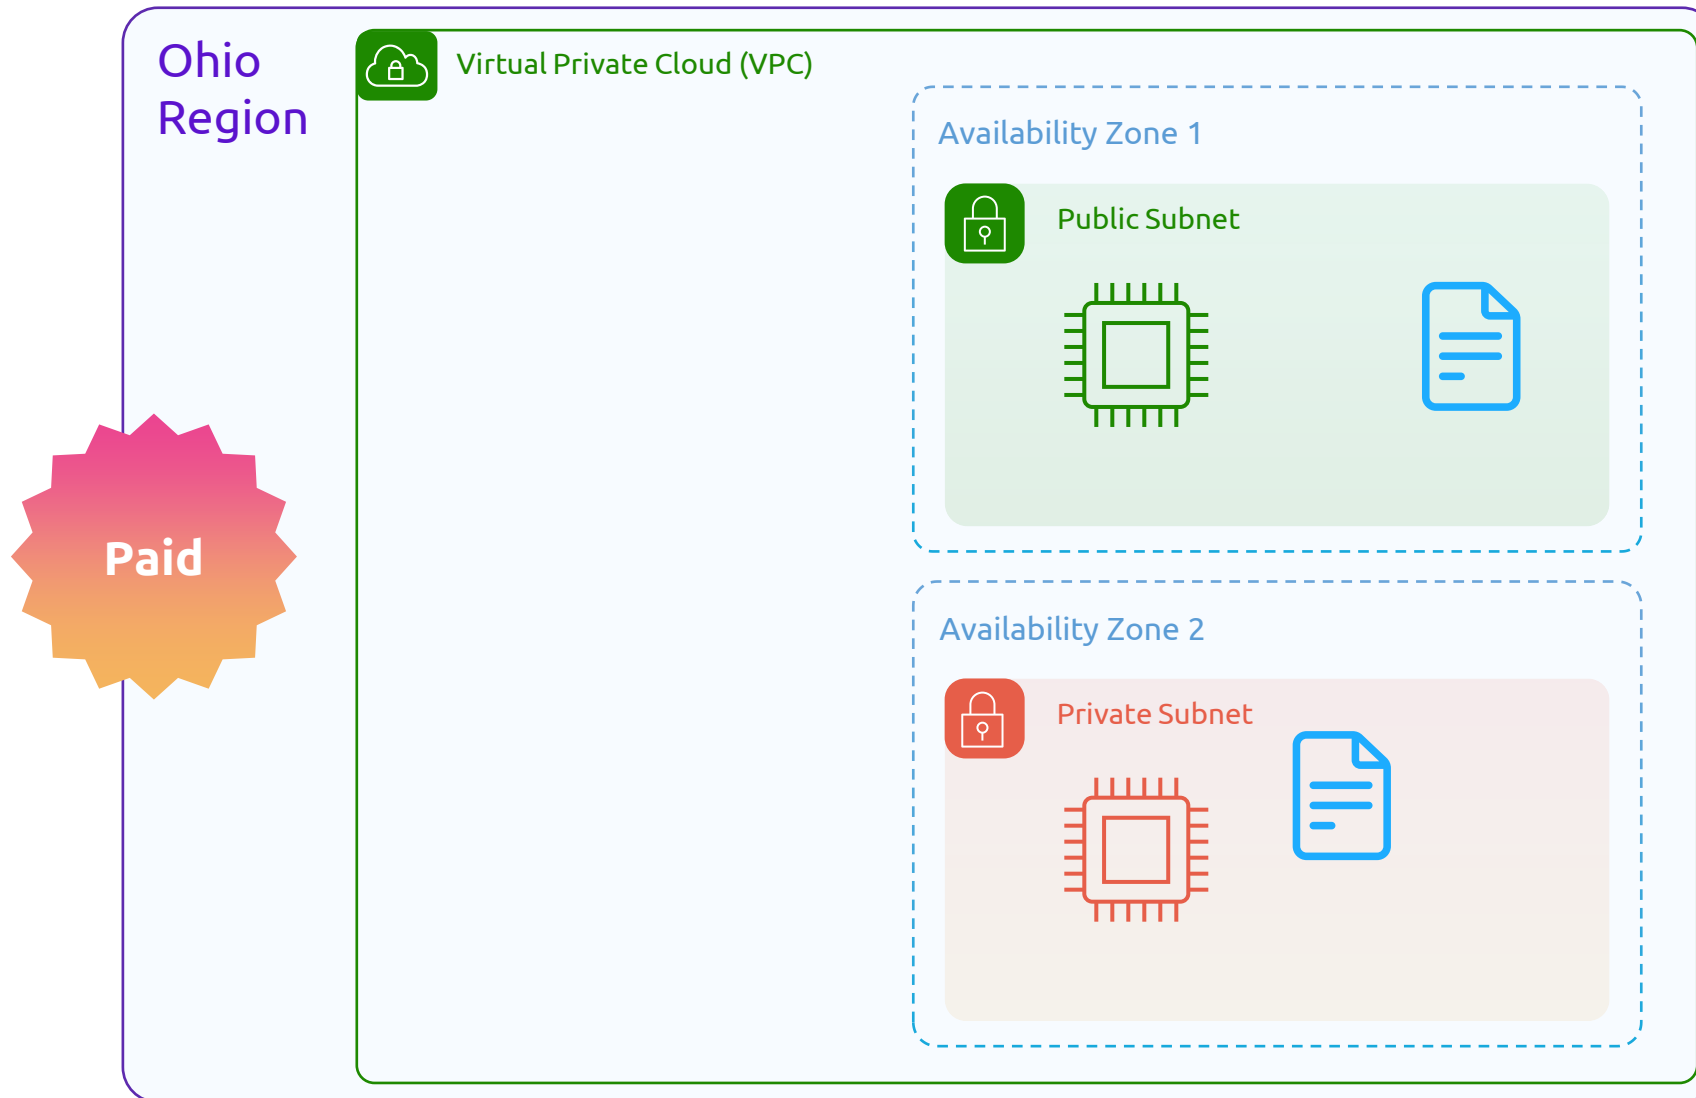 Ohio
Region
Virtual Private Cloud (VPC)
Availability Zone 1
Public Subnet
Paid
Availability Zone 2
Private Subnet